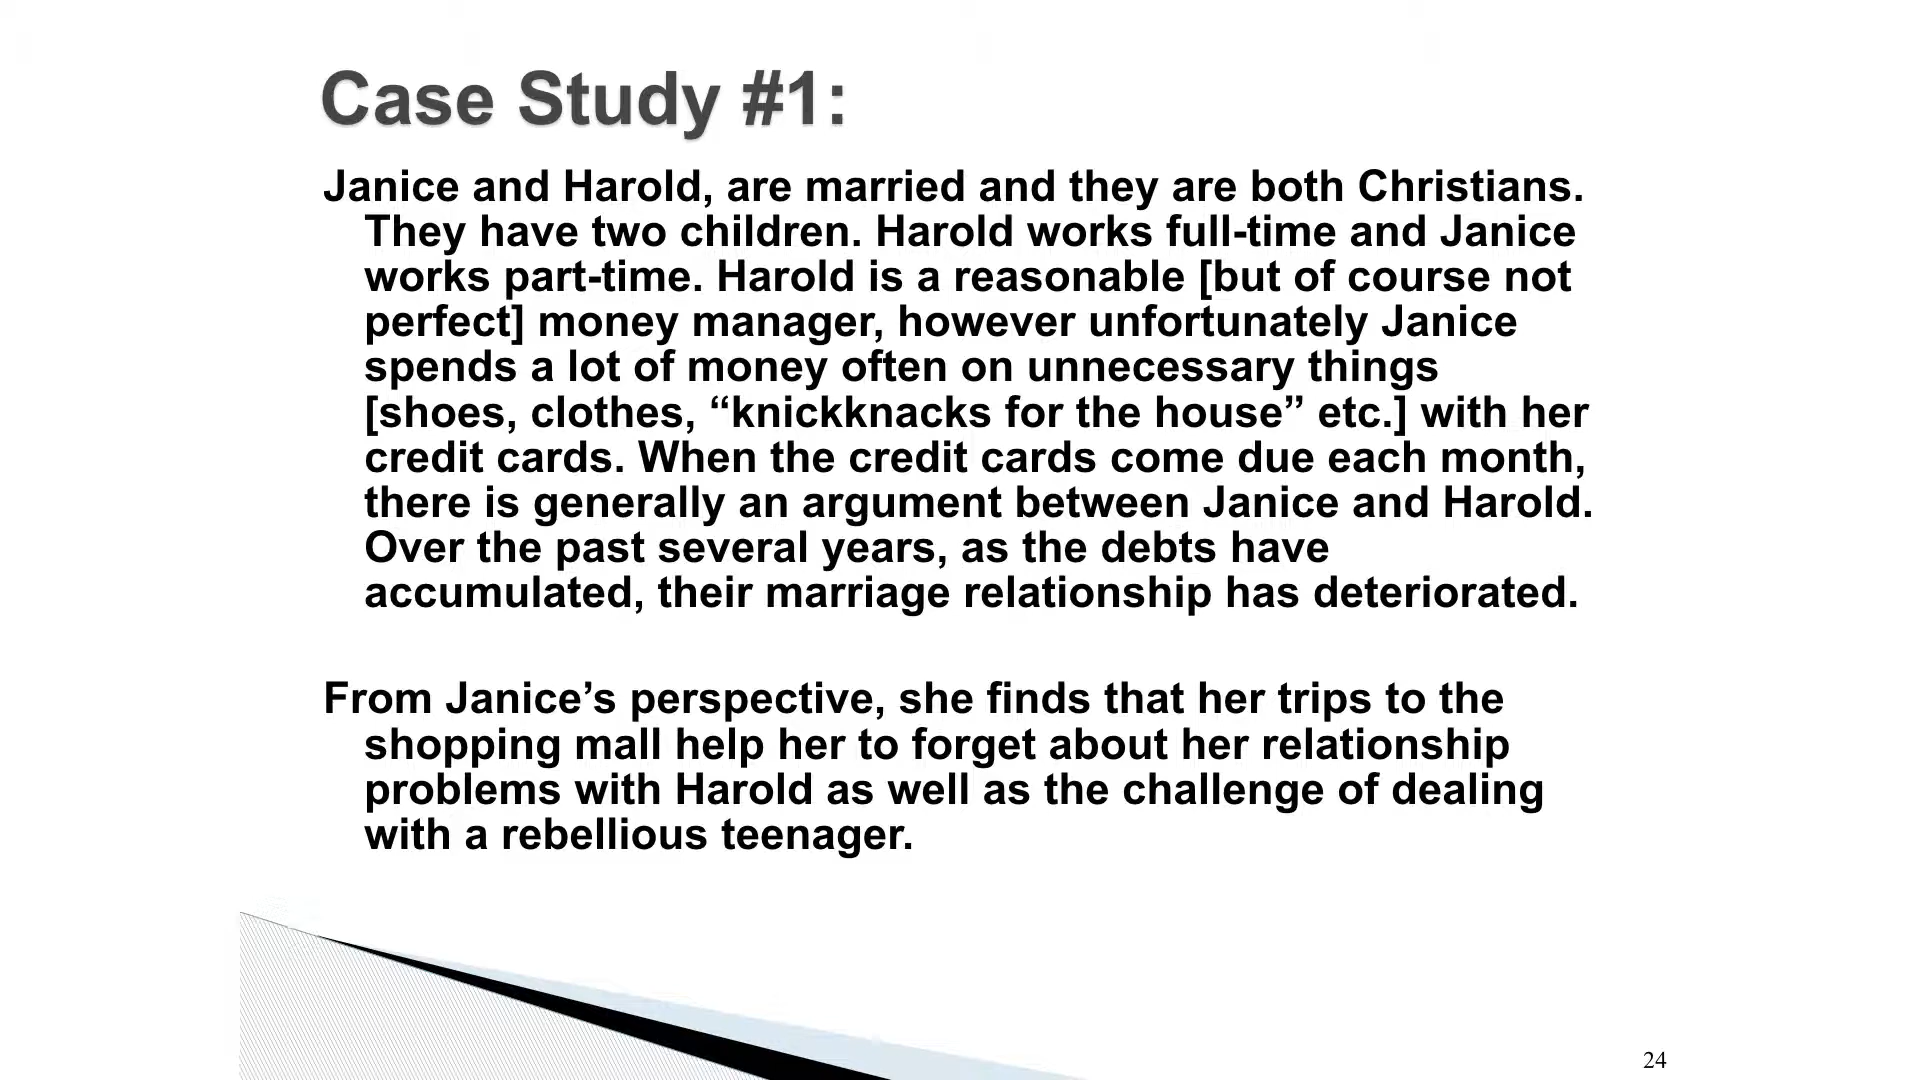 Case Study #1:
Janice and Harold, are married and they are both Christians.
They have two children. Harold works full-time and Janice
works part-time. Harold is a reasonable [but of course not
perfect] money manager, however unfortunately Janice
spends a lot of money often on unnecessary things
[shoes, clothes, “knickknacks for the house” etc.] with her
credit cards. When the credit cards come due each month,
there is generally an argument between Janice and Harold.
Over the past several years, as the debts have
accumulated, their marriage relationship has deteriorated.
From Janice’s perspective, she finds that her trips to the
shopping mall help her to forget about her relationship
problems with Harold as well as the challenge of dealing
with a rebellious teenager.
24